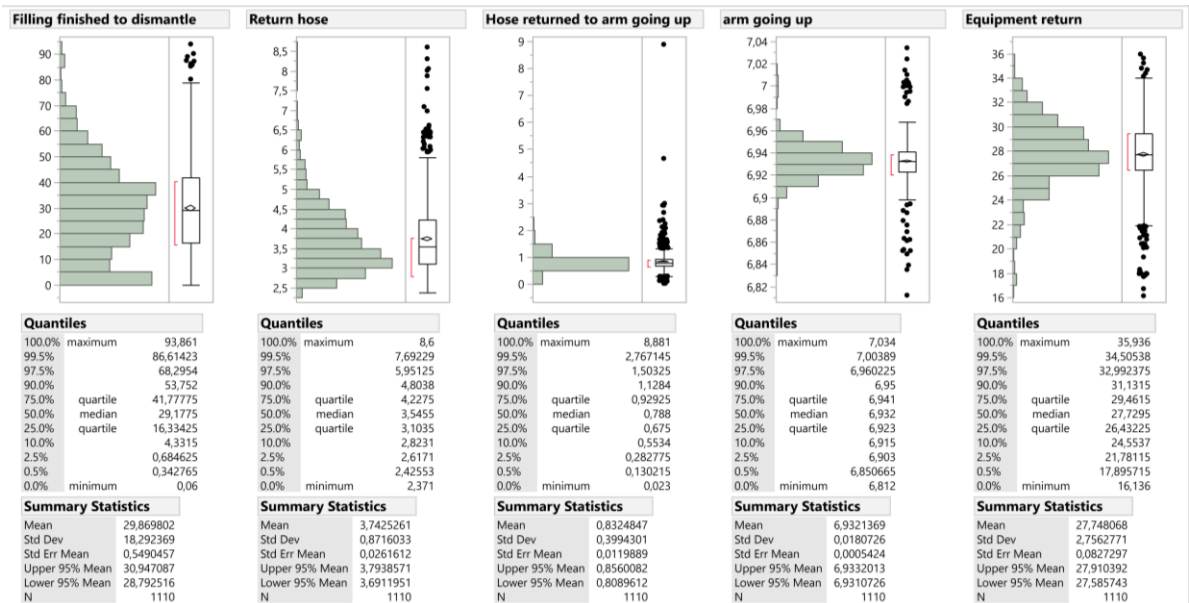 Filling finished to dismantle
90
80
70
60
50
40
30
20
10
0
Quantiles
100.0% maximum 93,861
99.5% 86,61423
97.5% 68,2954
90.0% 53,752
75.0% quartile 41,77775
50.0% median 29,1775
25.0% quartile 16,33425
10.0% 4,3315
2.5% 0,684625
0.5% 0,342765
0.0% minimum 0,06
Summary Statistics
Mean 29,869802
Std Dev 18,292369
Std Err Mean 0,5490457
Upper 95% Mean 30,947087
Lower 95% Mean 28,792516
N 1110
Return hose
8,5
8
7,5
7
6,5
6
5,5
5
4,5
4
3,5
3
2,5
Quantiles
100.0% maximum 8,6
99.5% 7,69229
97.5% 5,95125
90.0% 4,8038
75.0% quartile 4,2275
50.0% median 3,5455
25.0% quartile 3,1035
10.0% 2,8231
2.5% 2,6171
0.5% 2,42553
0.0% minimum 2,371
Summary Statistics
Mean 3,7425261
Std Dev 0,8716033
Std Err Mean 0,0261612
Upper 95% Mean 3,7938571
Lower 95% Mean 3,6911951
N 1110
Hose returned to arm going up
9
8
7
6
5
4
3
2
1
0
Quantiles
100.0% maximum 8,881
99.5% 2,767145
97.5% 1,50325
90.0% 1,1284
75.0% quartile 0,92925
50.0% median 0,788
25.0% quartile 0,675
10.0% 0,5534
2.5% 0,282775
0.5% 0,130215
0.0% minimum 0,023
Summary Statistics
Mean 0,8324847
Std Dev 0,3994301
Std Err Mean 0,0119889
Upper 95% Mean 0,8560082
Lower 95% Mean 0,8089612
N 1110
arm going up
7,04
7,02
7
6,98
6,96
6,94
6,92
6,9
6,88
6,86
6,84
6,82
Quantiles
100.0% maximum 7,034
99.5% 7,00389
97.5% 6,960225
90.0% 6,95
75.0% quartile 6,941
50.0% median 6,932
25.0% quartile 6,923
10.0% 6,915
2.5% 6,903
0.5% 6,850665
0.0% minimum 6,812
Summary Statistics
Mean 6,9321369
Std Dev 0,0180726
Std Err Mean 0,0005424
Upper 95% Mean 6,9332013
Lower 95% Mean 6,9310726
N 1110
Equipment return
36
34
32
30
28
26
24
22
20
18
16
Quantiles
100.0% maximum 35,936
99.5% 34,50538
97.5% 32,992375
90.0% 31,1315
75.0% quartile 29,4615
50.0% median 27,7295
25.0% quartile 26,43225
10.0% 24,5537
2.5% 21,78115
0.5% 17,895715
0.0% minimum 16,136
Summary Statistics
Mean 27,748068
Std Dev 2,7562771
Std Err Mean 0,0827297
Upper 95% Mean 27,910392
Lower 95% Mean 27,585743
N 1110